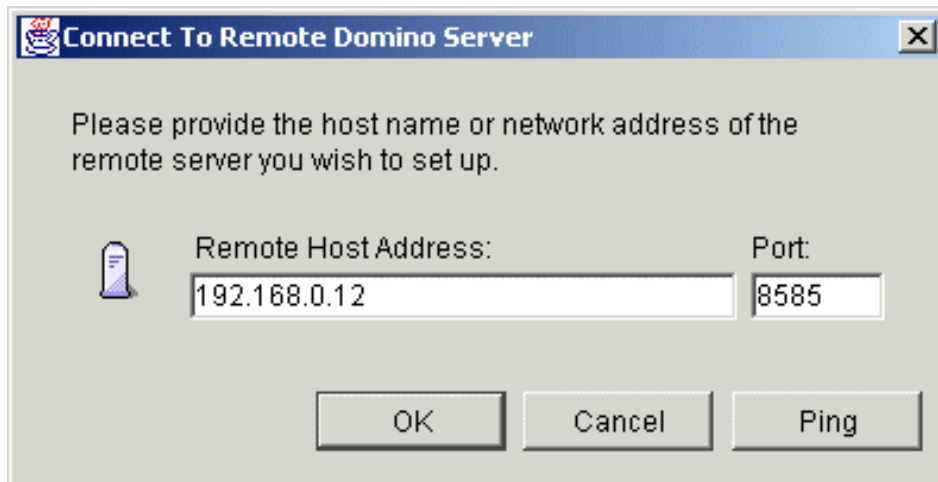 Connect To Remote Domino Server
Please provide the host name or network address of the
remote server you wish to set up.
Remote Host Address: Port:
192.168.0.12 8585
OK Cancel Ping